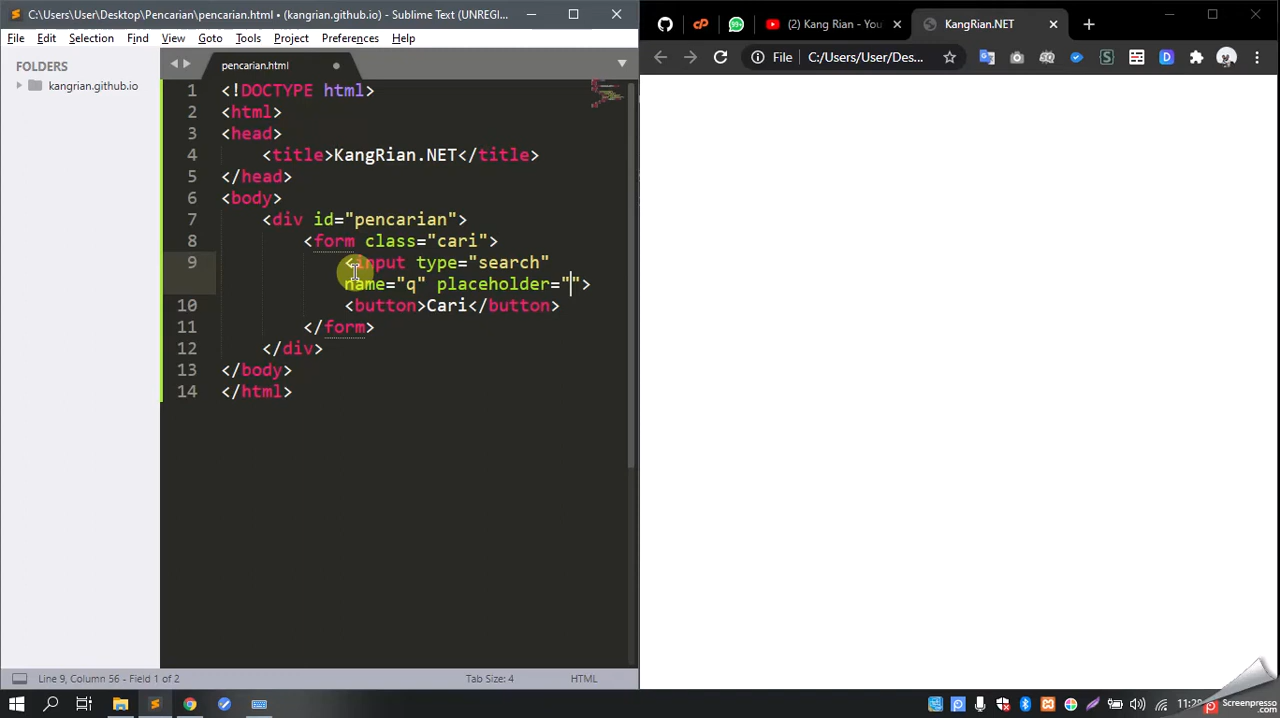 C:\Users\User\Desktop\Pencarian\pencarian.html • (kangrian.github.io) - Sublime Text (UNREGI...
File Edit Selection Find View Goto Tools Project Preferences Help
FOLDERS
kangrian.github.io
pencarian.html
1 <!DOCTYPE html>
2 <html>
3 <head>
4 <title>KangRian.NET</title>
5 </head>
6 <body>
7 <div id="pencarian">
8 <form class="cari">
9 <input type="search"
name="q" placeholder="">
10 <button>Cari</button>
11 </form>
12 </div>
13 </body>
14 </html>
Line 9, Column 56 - Field 1 of 2
Tab Size: 4
HTML
99+
(2) Kang Rian - You
KangRian.NET
File
C:/Users/User/Des...
Screenpresso
.com